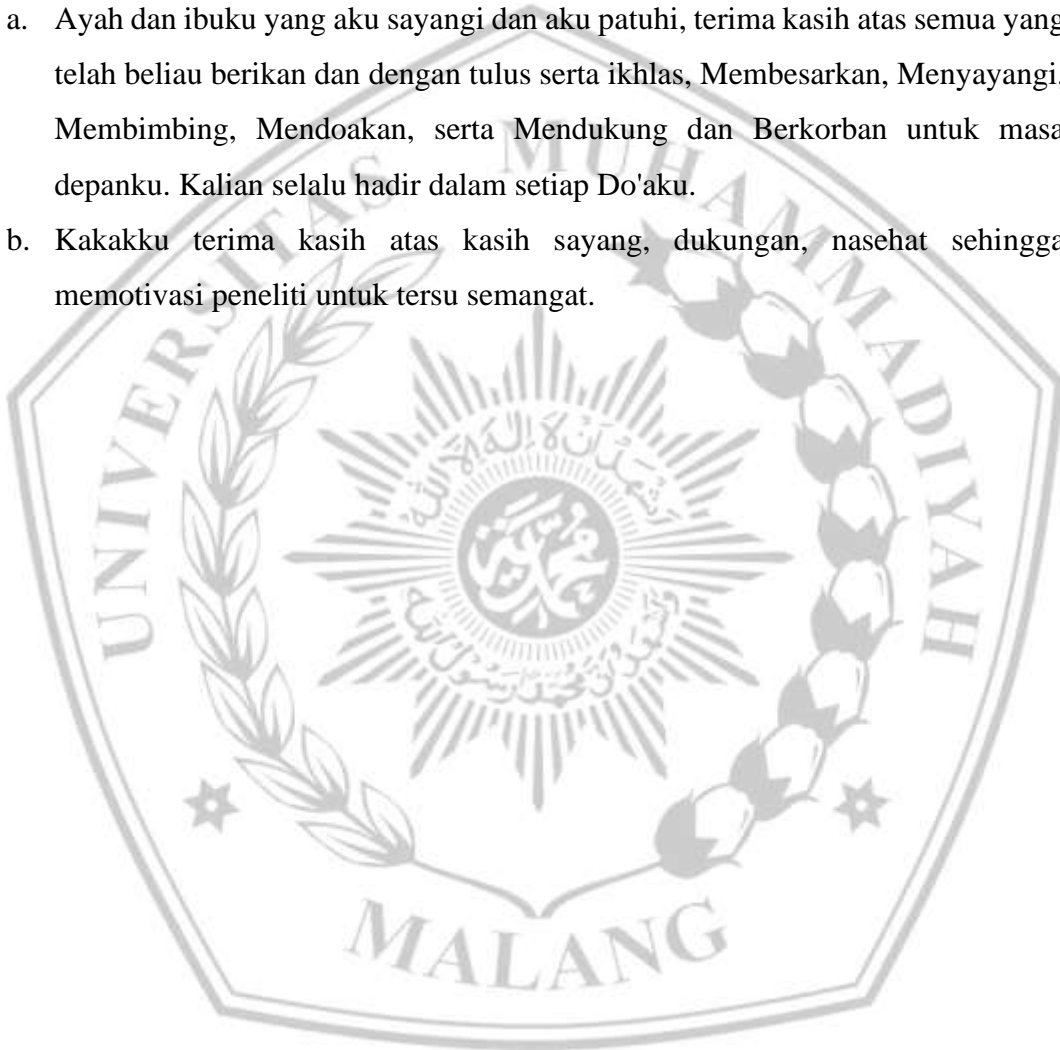 a. Ayah dan ibuku yang aku sayangi dan aku patuhi, terima kasih atas semua yang
telah beliau berikan dan dengan tulus serta ikhlas, Membesarkan, Menyayangi,
Membimbing, Mendoakan, serta Mendukung dan Berkorban untuk masa
depanku. Kalian selalu hadir dalam setiap Do'aku.
b. Kakakku terima kasih atas kasih sayang, dukungan, nasehat sehingga
memotivasi peneliti untuk tersu semangat.
UNIVERSITAS MUHAMMADIYAH
MALANG